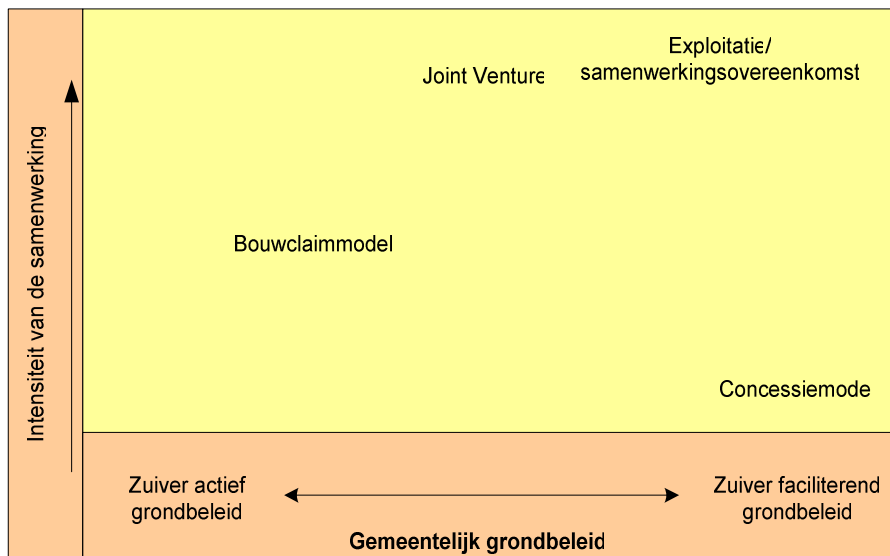 Exploitatie/
samenwerkingsovereenkomst
Joint Venture
Bouwclaimmodel
Concessiemode
Intensiteit van de samenwerking
Zuiver actief
grondbeleid
Zuiver faciliterend
grondbeleid
Gemeentelijk grondbeleid